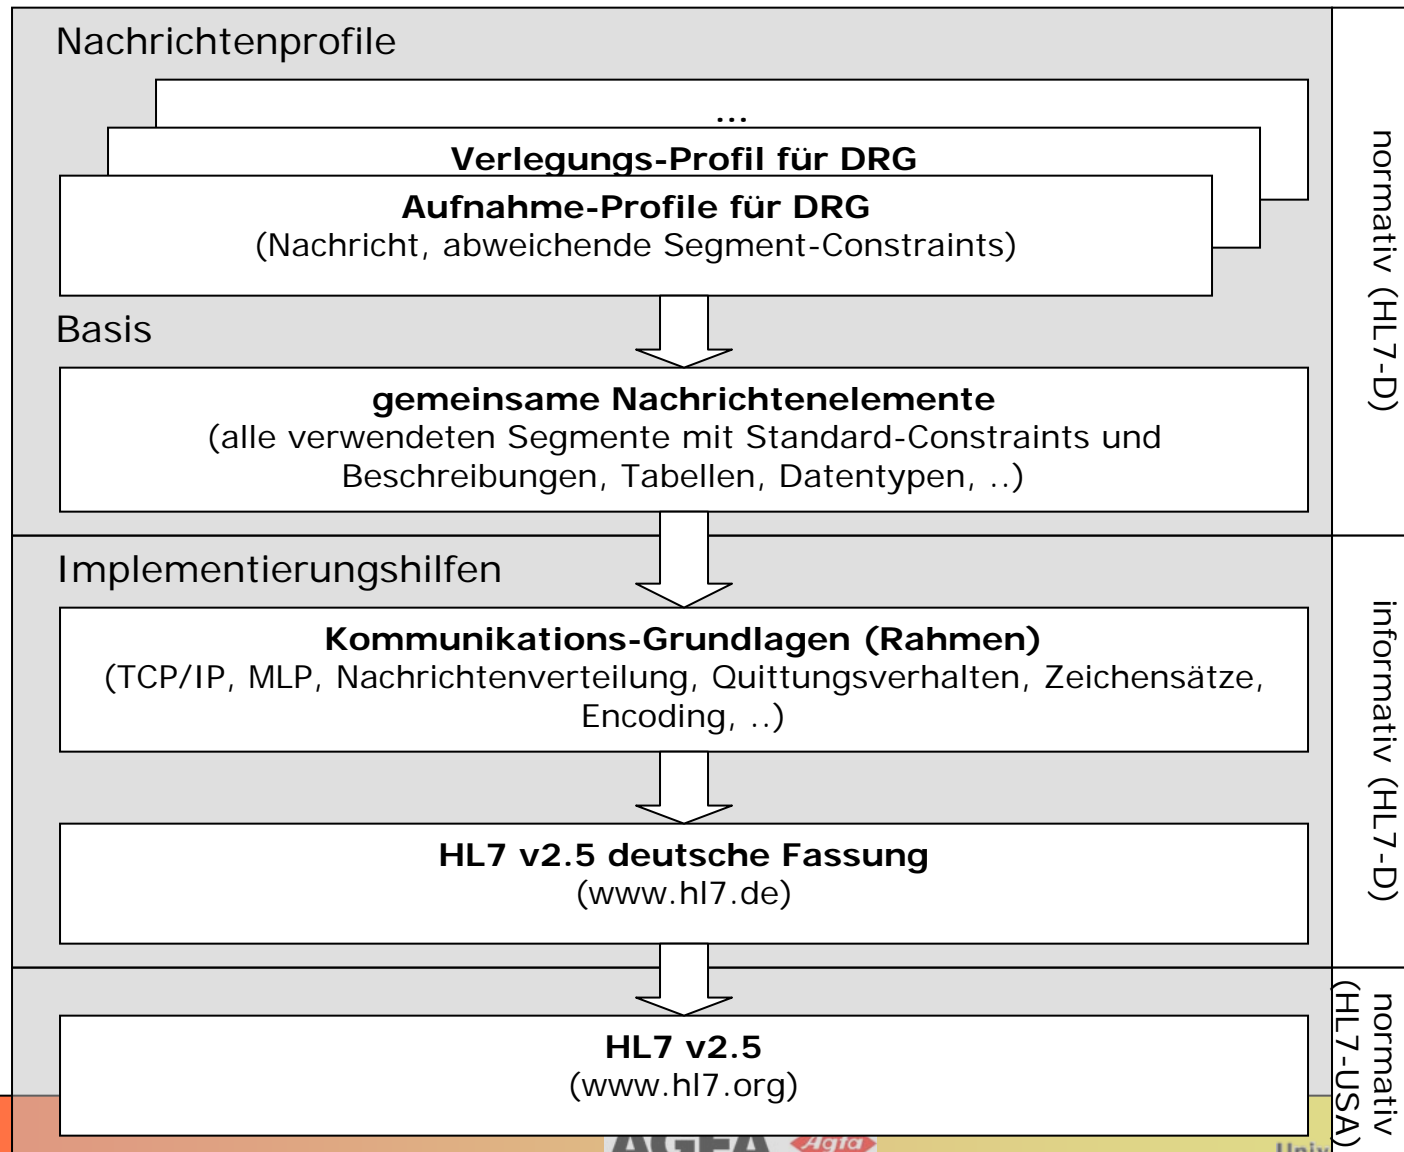 Nachrichtenprofile
...
Verlegungs-Profil für DRG
Aufnahme-Profile für DRG
(Nachricht, abweichende Segment-Constraints)
Basis
gemeinsame Nachrichtenelemente
(alle verwendeten Segmente mit Standard-Constraints und
Beschreibungen, Tabellen, Datentypen, ..)
normativ (HL7-D)
Implementierungshilfen
Kommunikations-Grundlagen (Rahmen)
(TCP/IP, MLP, Nachrichtenverteilung, Quittungsverhalten, Zeichensätze,
Encoding, ..)
HL7 v2.5 deutsche Fassung
(www.hl7.de)
informativ (HL7-D)
HL7 v2.5
(www.hl7.org)
normativ
(HL7-USA)
AGFA
Agfa